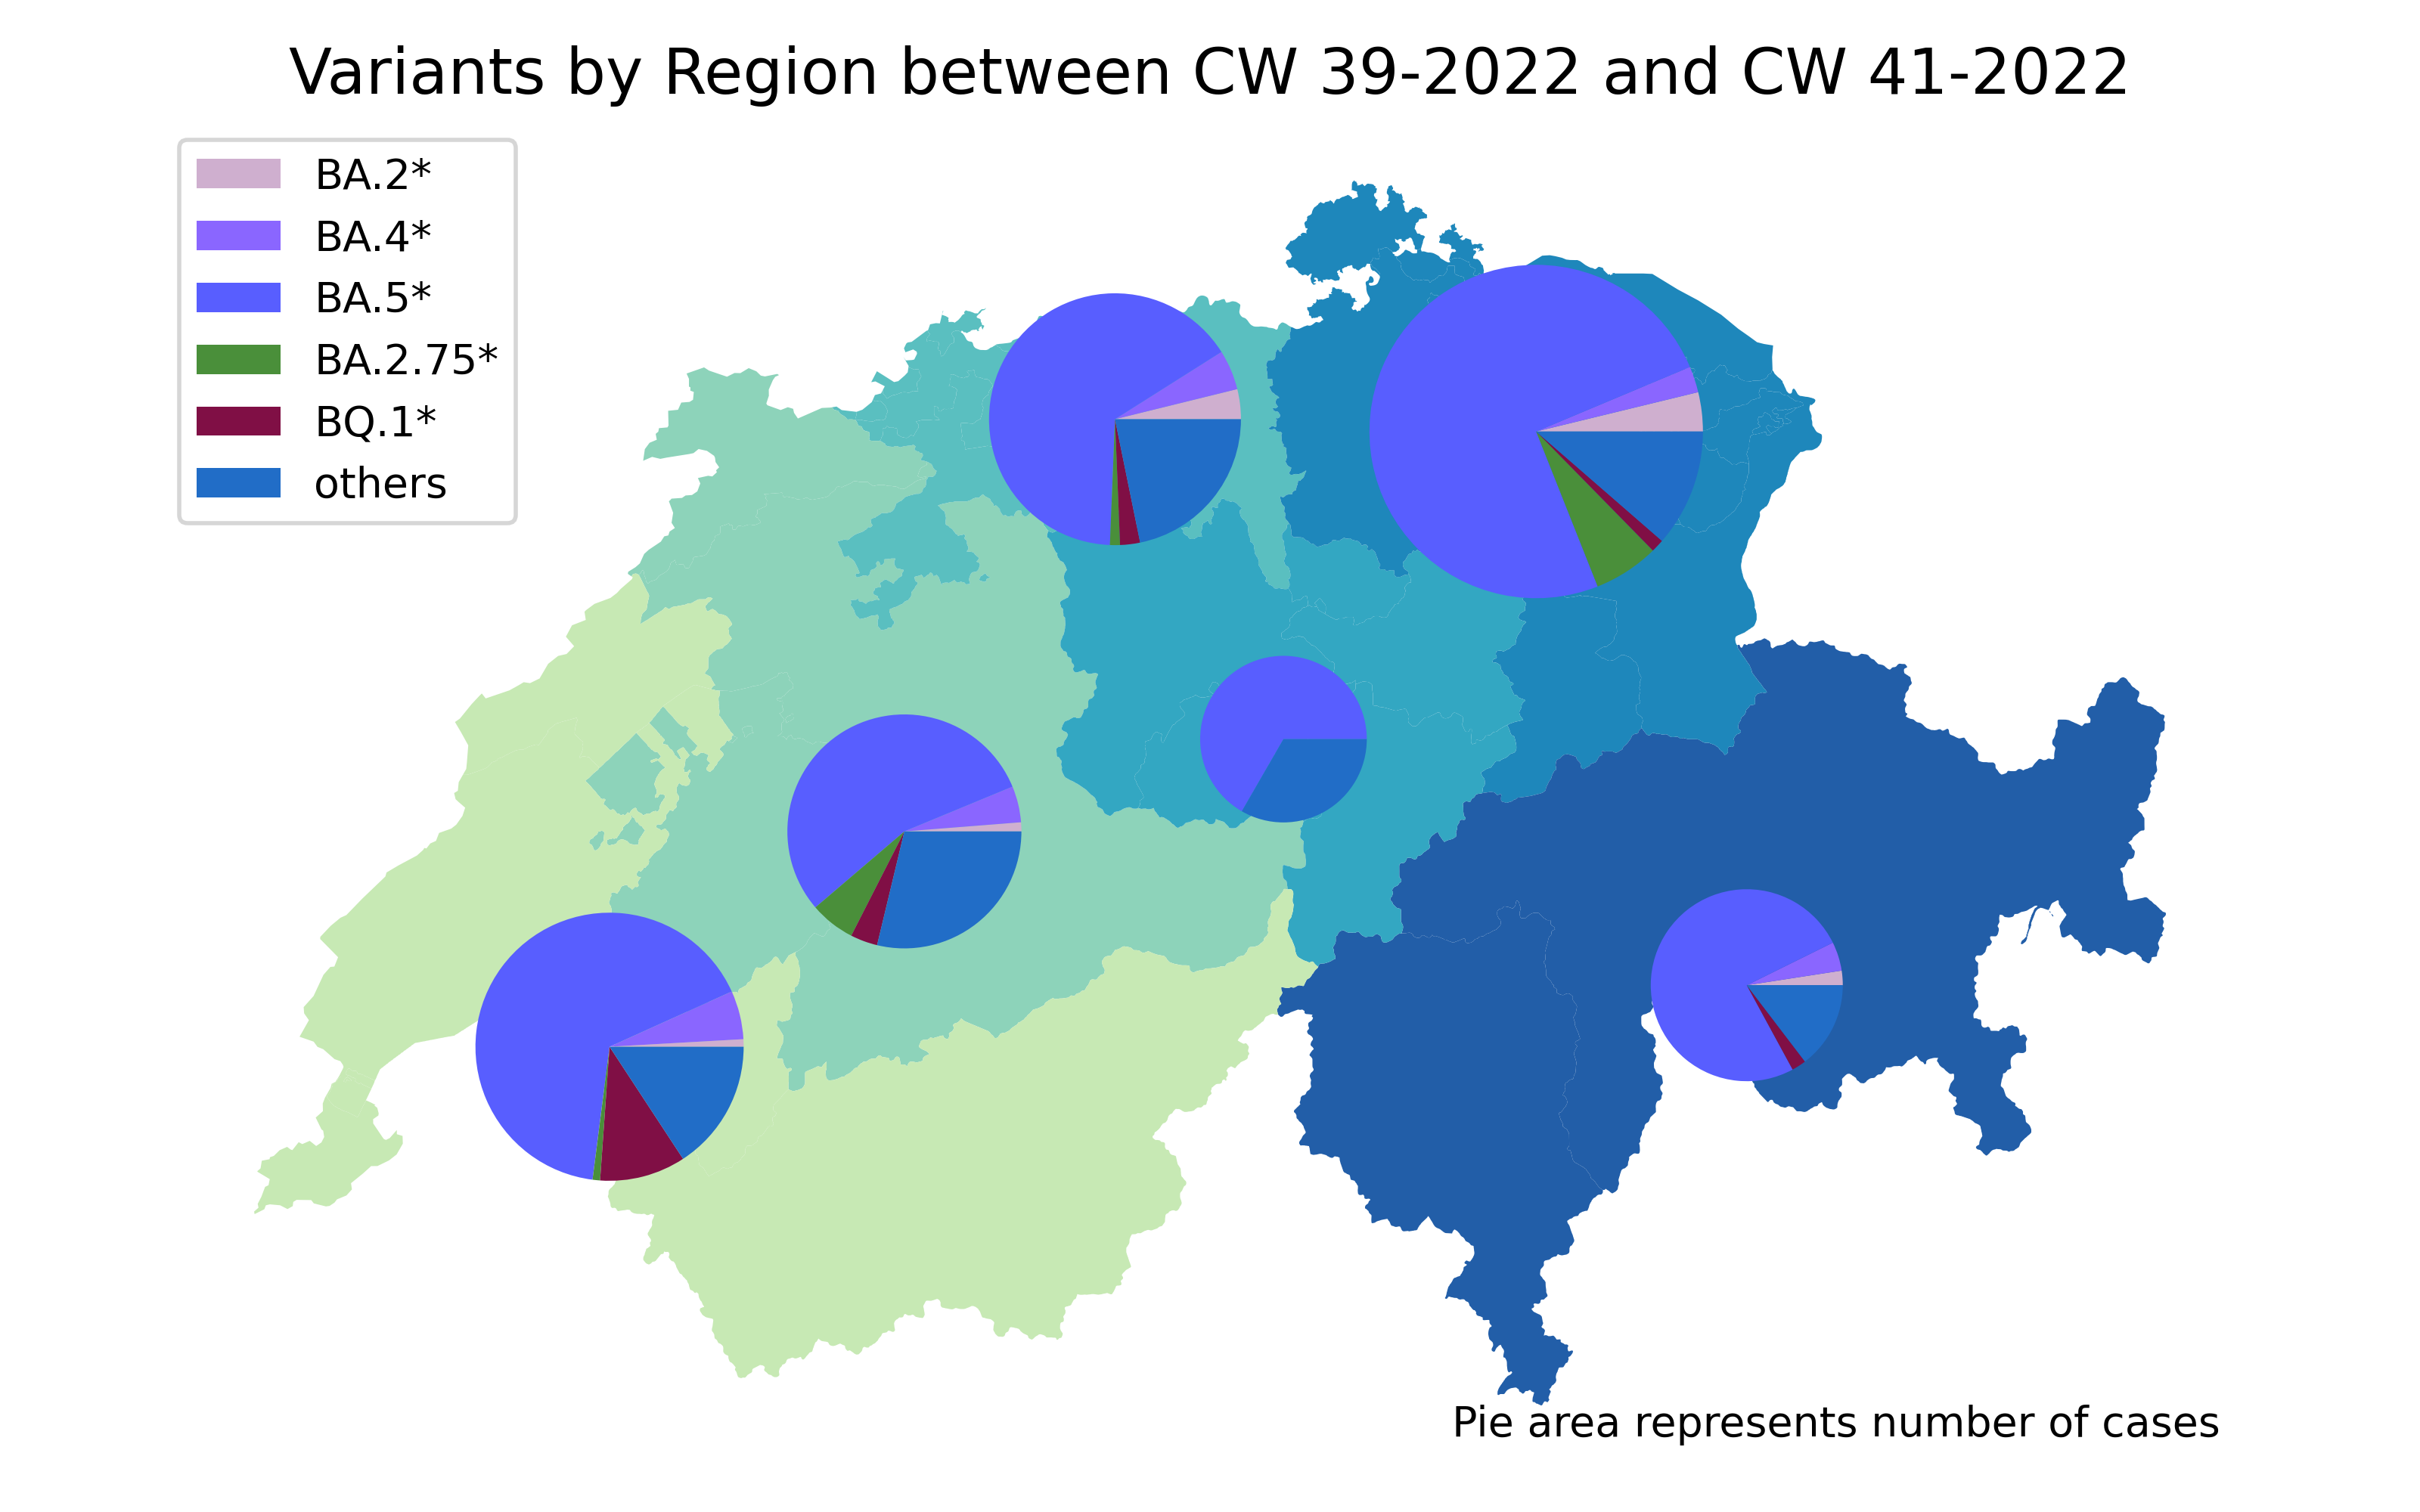 Variants by Region between CW 39-2022 and CW 41-2022
BA.2*
BA.4*
BA.5*
BA.2.75*
BQ.1*
others
Pie area represents number of cases